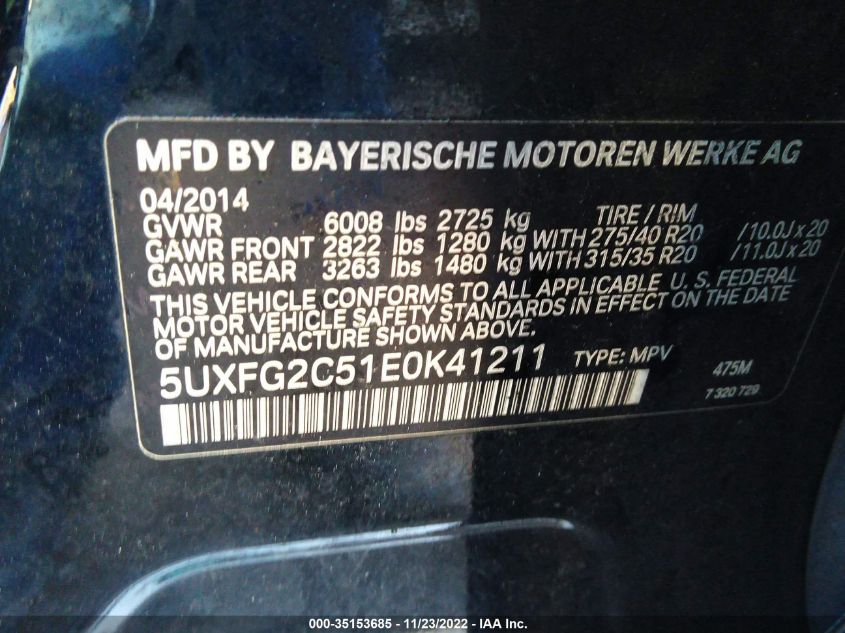 MFD BY BAYERISCHE MOTOREN WERKE AG
04/2014 TIRE / RIM
GVWR 6008 lbs 2725 kg
GAWR FRONT 2822 lbs 1280 kg WITH 275/40 R20 /10.0J x 20
GAWR REAR 3263 lbs 1480 kg WITH 315/35 R20 /11.0J x 20
THIS VEHICLE CONFORMS TO ALL APPLICABLE U. S. FEDERAL
MOTOR VEHICLE SAFETY STANDARDS IN EFFECT ON THE DATE
OF MANUFACTURE SHOWN ABOVE.
5UXFG2C51E0K41211 TYPE: MPV 475M
7 320 729
000-35153685 - 11/23/2022 - IAA Inc.